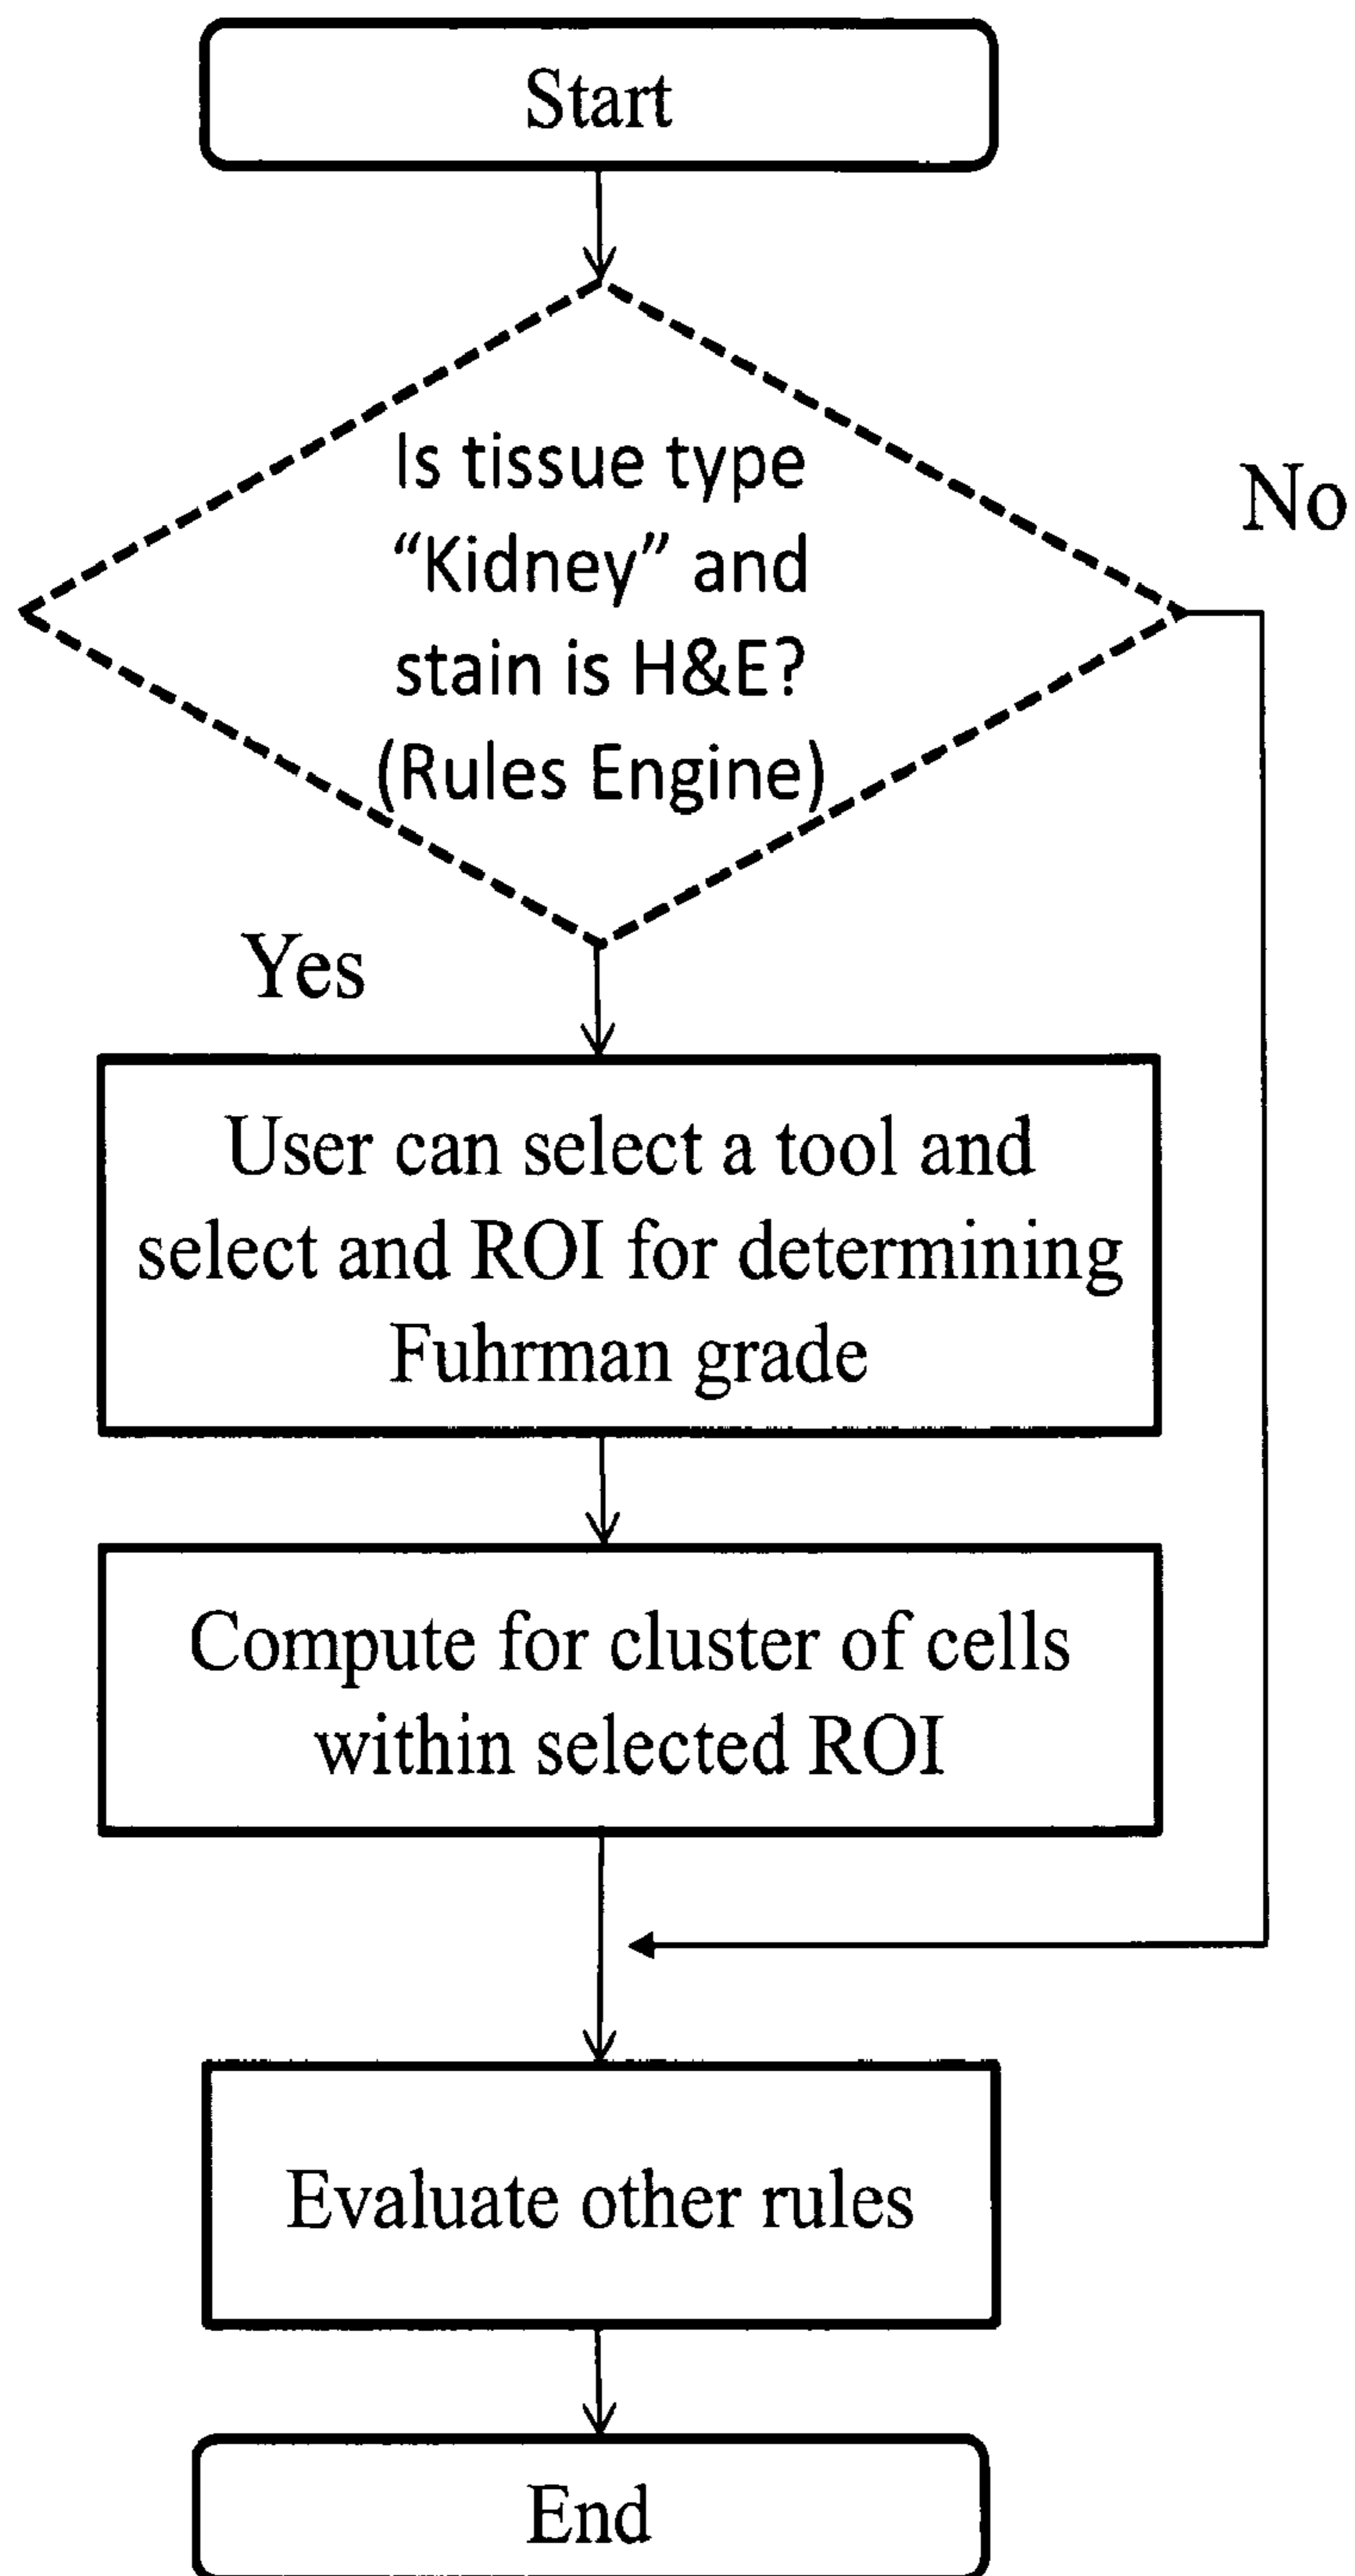 Start
Is tissue type
“Kidney” and
stain is H&E?
(Rules Engine)
No
Yes
User can select a tool and
select and ROI for determining
Fuhrman grade
Compute for cluster of cells
within selected ROI
Evaluate other rules
End